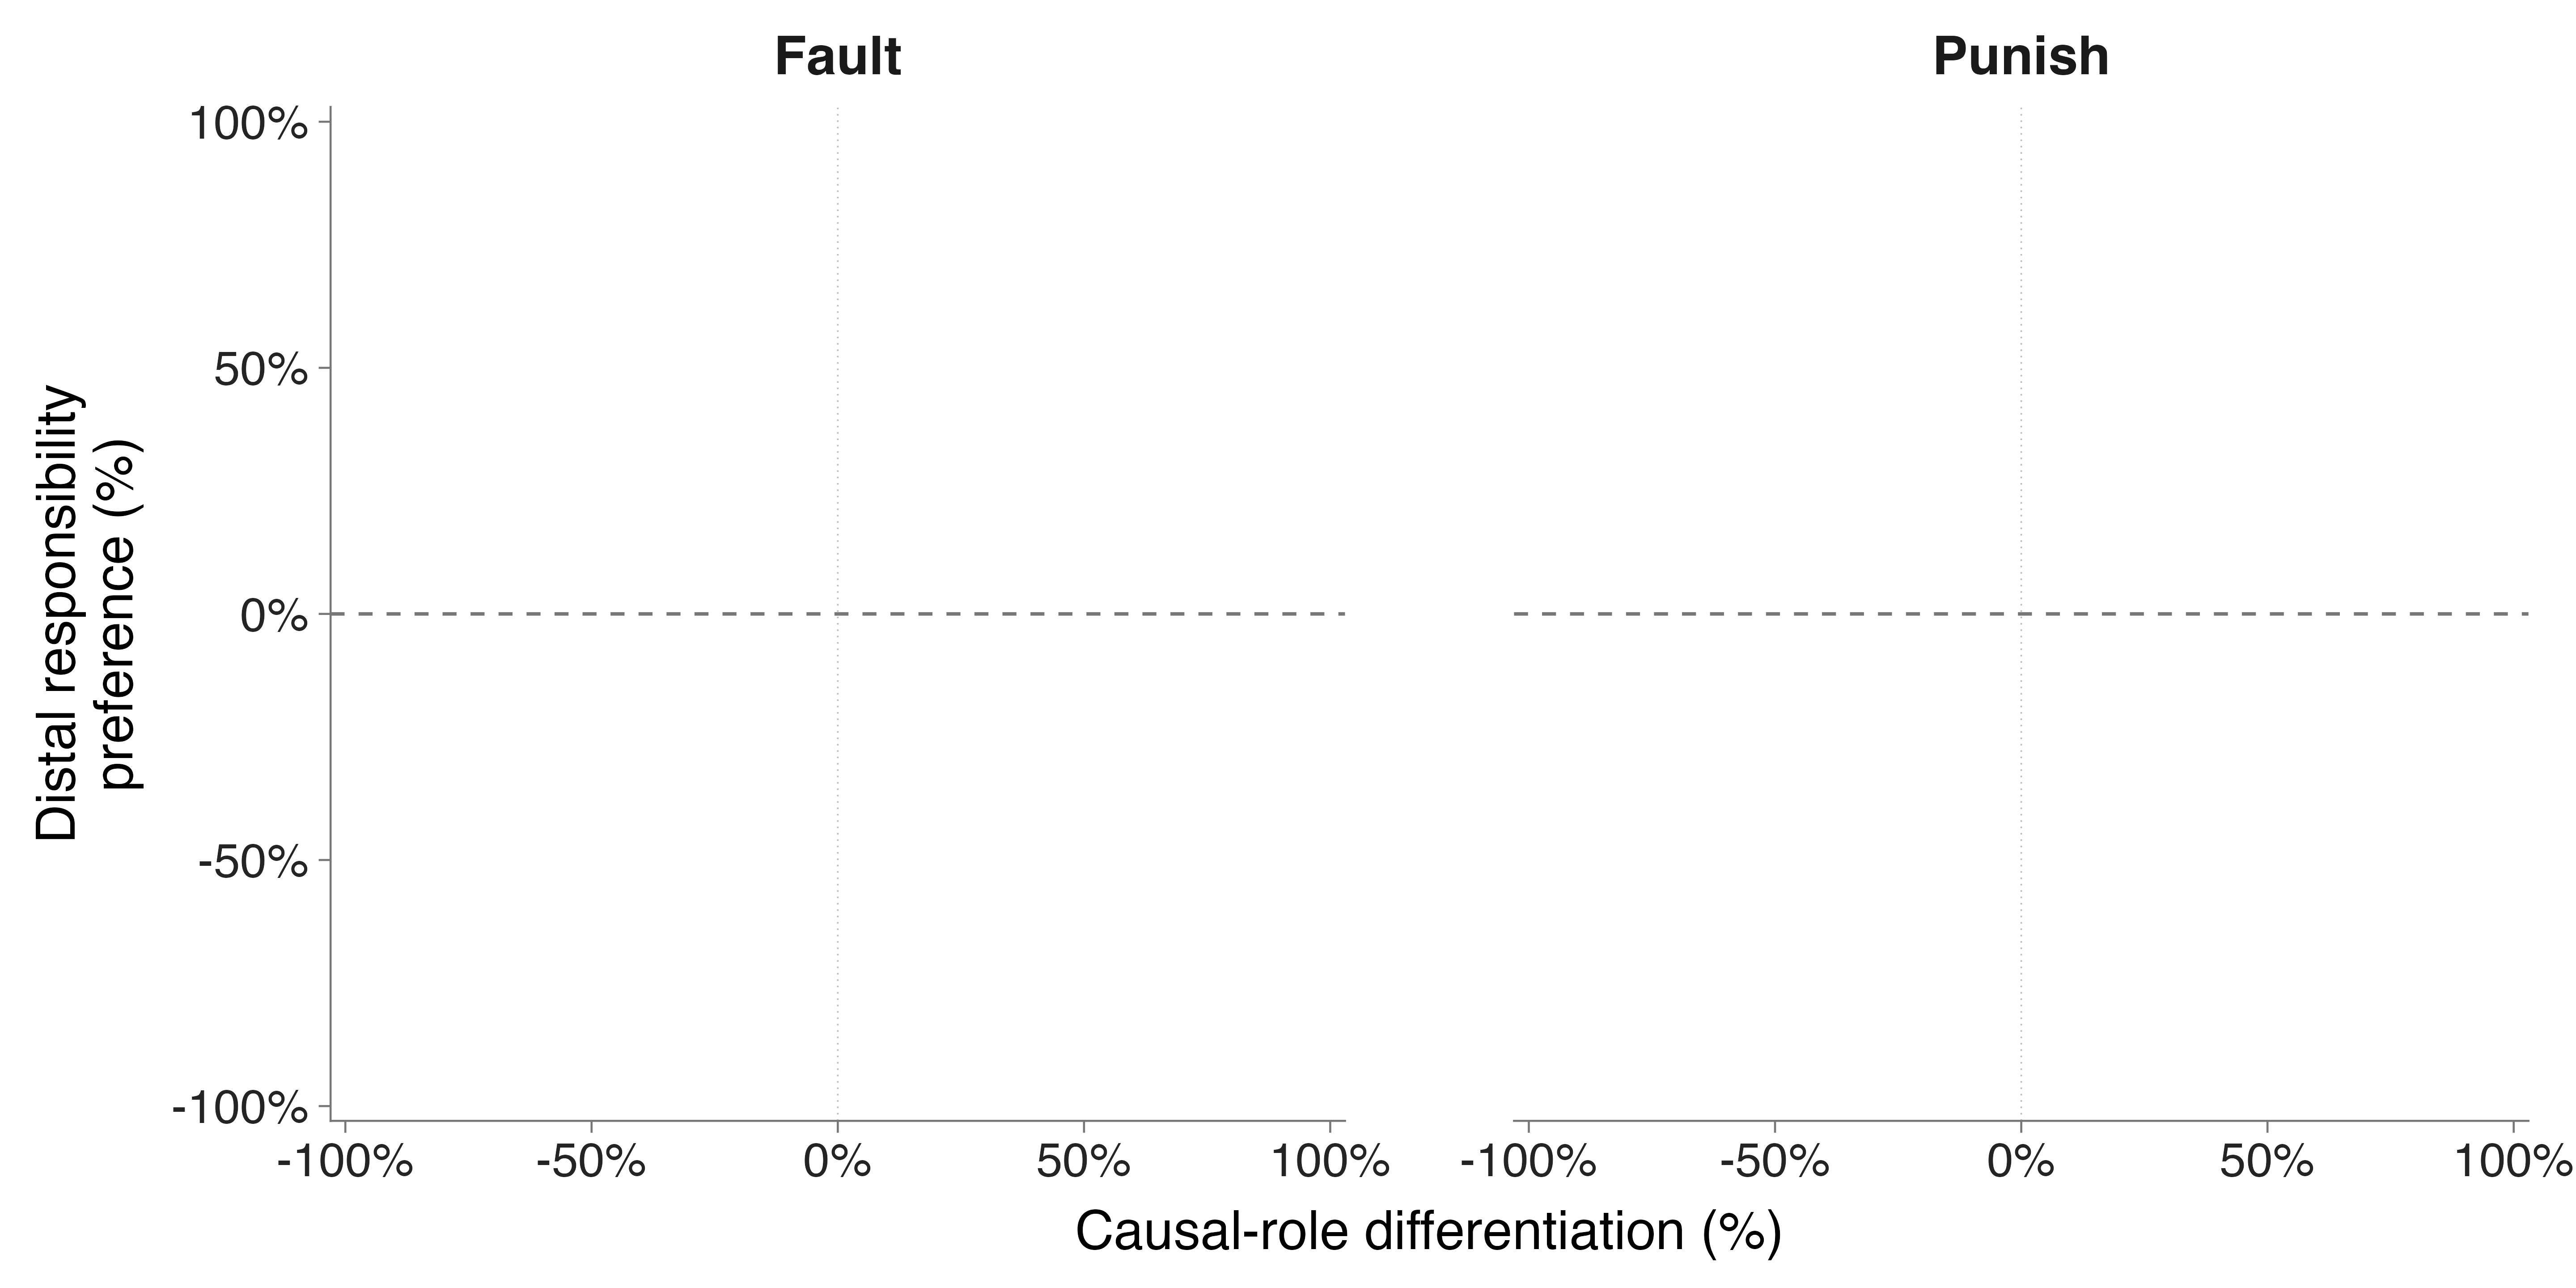 Fault
Punish
100%
50%
0%
-50%
-100%
Distal responsibility
preference (%)
-100% -50% 0% 50% 100%
-100% -50% 0% 50% 100%
Causal-role differentiation (%)